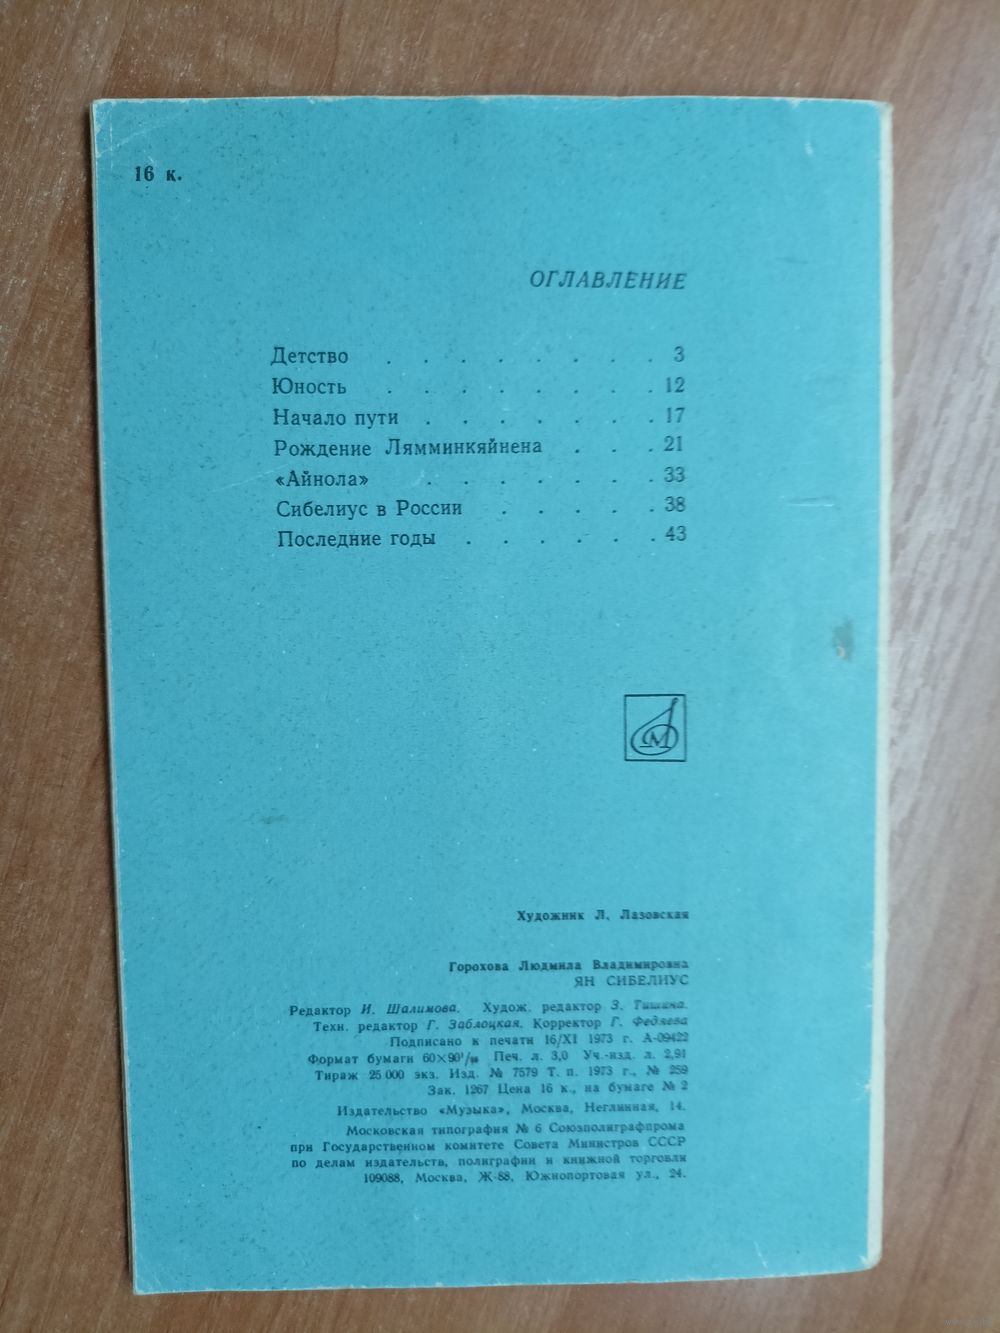 16 к.
ОГЛАВЛЕНИЕ
Детство . . . . . . . . 3
Юность . . . . . . . . 12
Начало пути . . . . . . . 17
Рождение Лямминкяйнена . . . 21
«Айнола» . . . . . . . 33
Сибелиус в России . . . . . 38
Последние годы . . . . . . 43
М
Художник Л. Лазовская
Горохова Людмила Владимировна
ЯН СИБЕЛИУС
Редактор И. Шалимова. Худож. редактор З. Тишина.
Техн. редактор Г. Заблоцкая. Корректор Г. Федяева
Подписано к печати 16/XI 1973 г. А-09422
Формат бумаги 60×90¹/₁₆ Печ. л. 3,0 Уч.-изд. л. 2,91
Тираж 25 000 экз. Изд. № 7579 Т. п. 1973 г., № 259
Зак. 1267 Цена 16 к., на бумаге № 2
Издательство «Музыка», Москва, Неглинная, 14.
Московская типография № 6 Союзполиграфпрома
при Государственном комитете Совета Министров СССР
по делам издательств, полиграфии и книжной торговли
109088, Москва, Ж-88, Южнопортовая ул., 24.